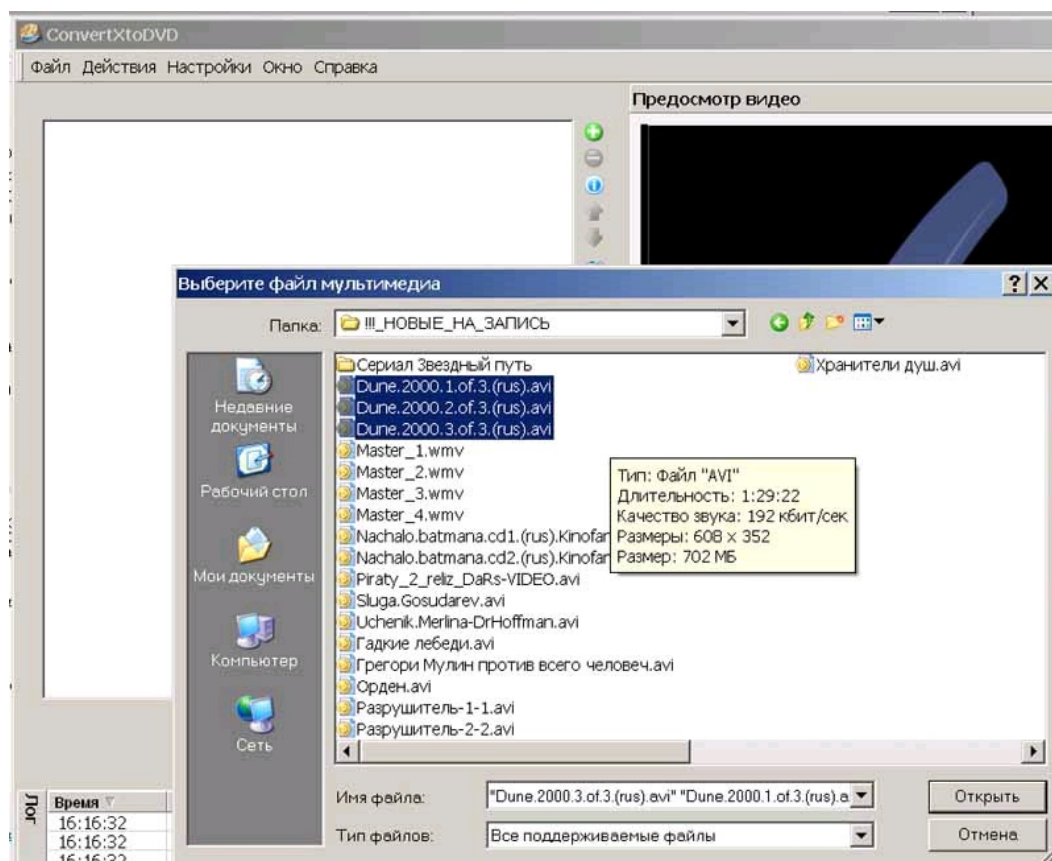 ConvertXtoDVD
Файл Действия Настройки Окно Справка
Предосмотр видео
Выберите файл мультимедиа
Папка: !!!_НОВЫЕ_НА_ЗАПИСЬ
Недавние документы
Рабочий стол
Мои документы
Компьютер
Сеть
Сериал Звездный путь
Dune.2000.1.of.3.(rus).avi
Dune.2000.2.of.3.(rus).avi
Dune.2000.3.of.3.(rus).avi
Master_1.wmv
Master_2.wmv
Master_3.wmv
Master_4.wmv
Nachalo.batmana.cd1.(rus).Kinofan
Nachalo.batmana.cd2.(rus).Kinofan
Piraty_2_reliz_DaRs-VIDEO.avi
Sluga.Gosudarev.avi
Uchenik.Merlina-DrHoffman.avi
Гадкие лебеди.avi
Грегори Мулин против всего человеч.avi
Орден.avi
Разрушитель-1-1.avi
Разрушитель-2-2.avi
Хранители душ.avi
Тип: Файл "AVI"
Длительность: 1:29:22
Качество звука: 192 кбит/сек
Размеры: 608 x 352
Размер: 702 МБ
Имя файла: "Dune.2000.3.of.3.(rus).avi" "Dune.2000.1.of.3.(rus).a
Открыть
Тип файлов: Все поддерживаемые файлы
Отмена
Лог
Время
16:16:32
16:16:32
16:16:32